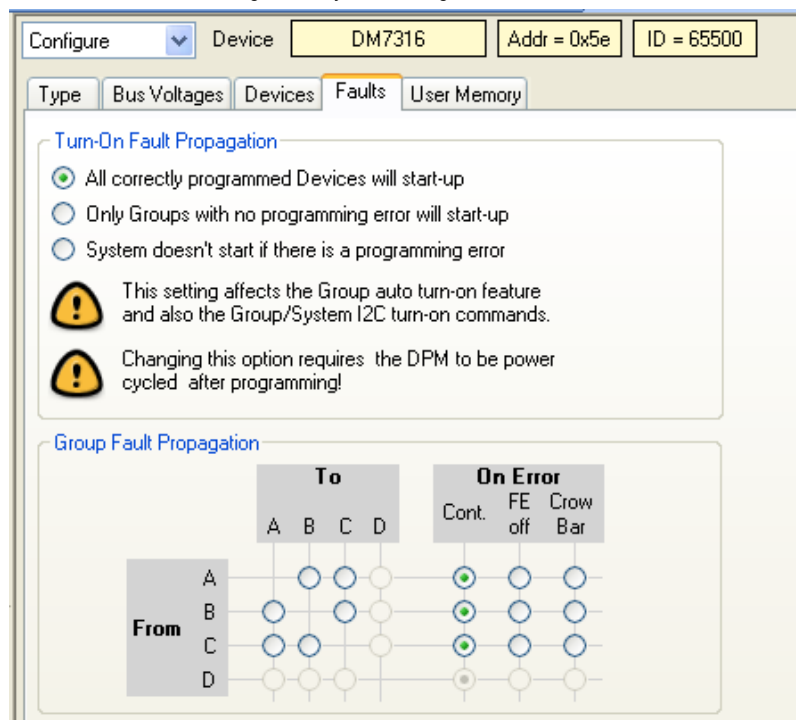 Configure Device DM7316 Addr = 0x5e ID = 65500
Type Bus Voltages Devices Faults User Memory
Turn-On Fault Propagation
All correctly programmed Devices will start-up
Only Groups with no programming error will start-up
System doesn't start if there is a programming error
This setting affects the Group auto turn-on feature
and also the Group/System I2C turn-on commands.
Changing this option requires the DPM to be power
cycled after programming!
Group Fault Propagation
To On Error
A B C D Cont. FE off Crow Bar
A
B
From
C
D